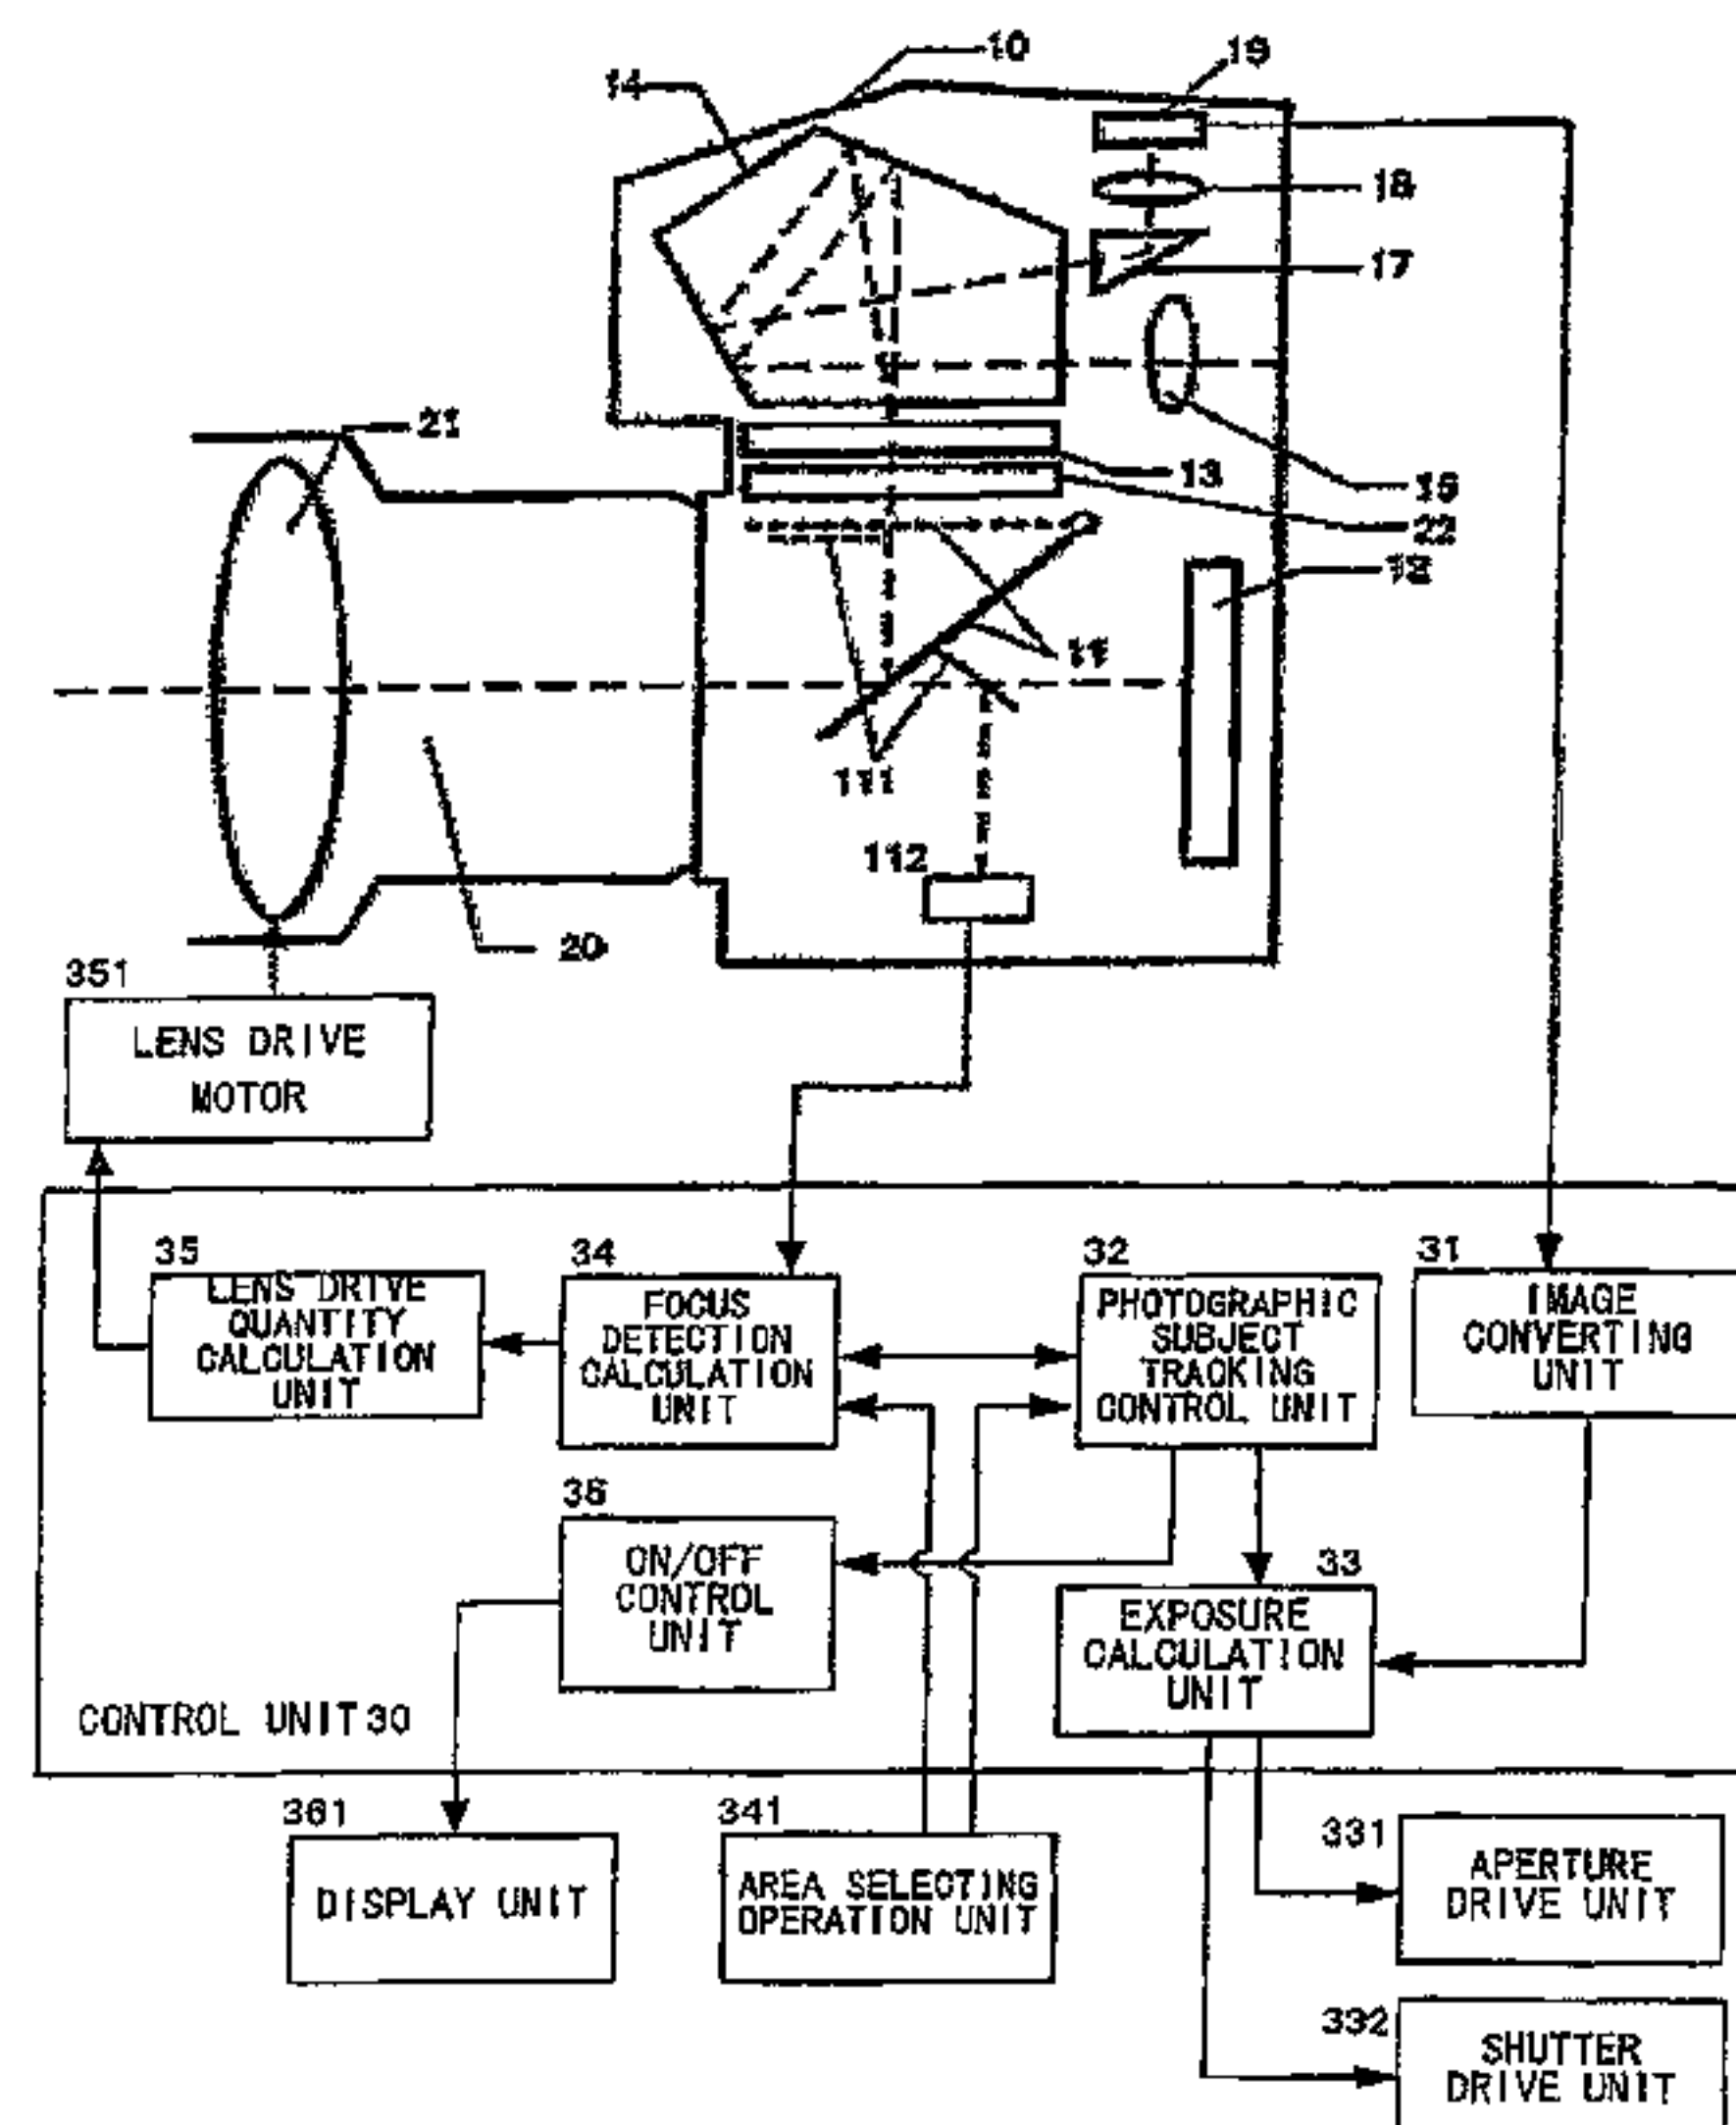 10
19
14
18
17
21
13
15
22
12
11
111
112
20
351
LENS DRIVE
MOTOR
35
LENS DRIVE
QUANTITY
CALCULATION
UNIT
34
FOCUS
DETECTION
CALCULATION
UNIT
32
PHOTOGRAPHIC
SUBJECT
TRACKING
CONTROL UNIT
31
IMAGE
CONVERTING
UNIT
36
ON/OFF
CONTROL
UNIT
33
EXPOSURE
CALCULATION
UNIT
CONTROL UNIT30
361
DISPLAY UNIT
341
AREA SELECTING
OPERATION UNIT
331
APERTURE
DRIVE UNIT
332
SHUTTER
DRIVE UNIT